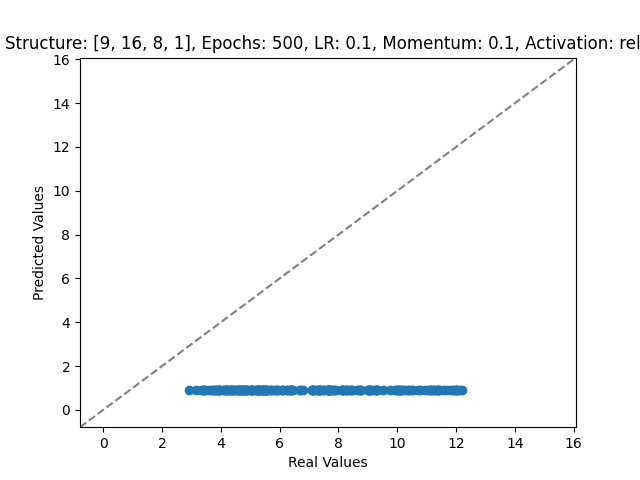 Structure: [9, 16, 8, 1], Epochs: 500, LR: 0.1, Momentum: 0.1, Activation: rel
16
14
12
10
8
6
4
2
0
Predicted Values
0 2 4 6 8 10 12 14 16
Real Values